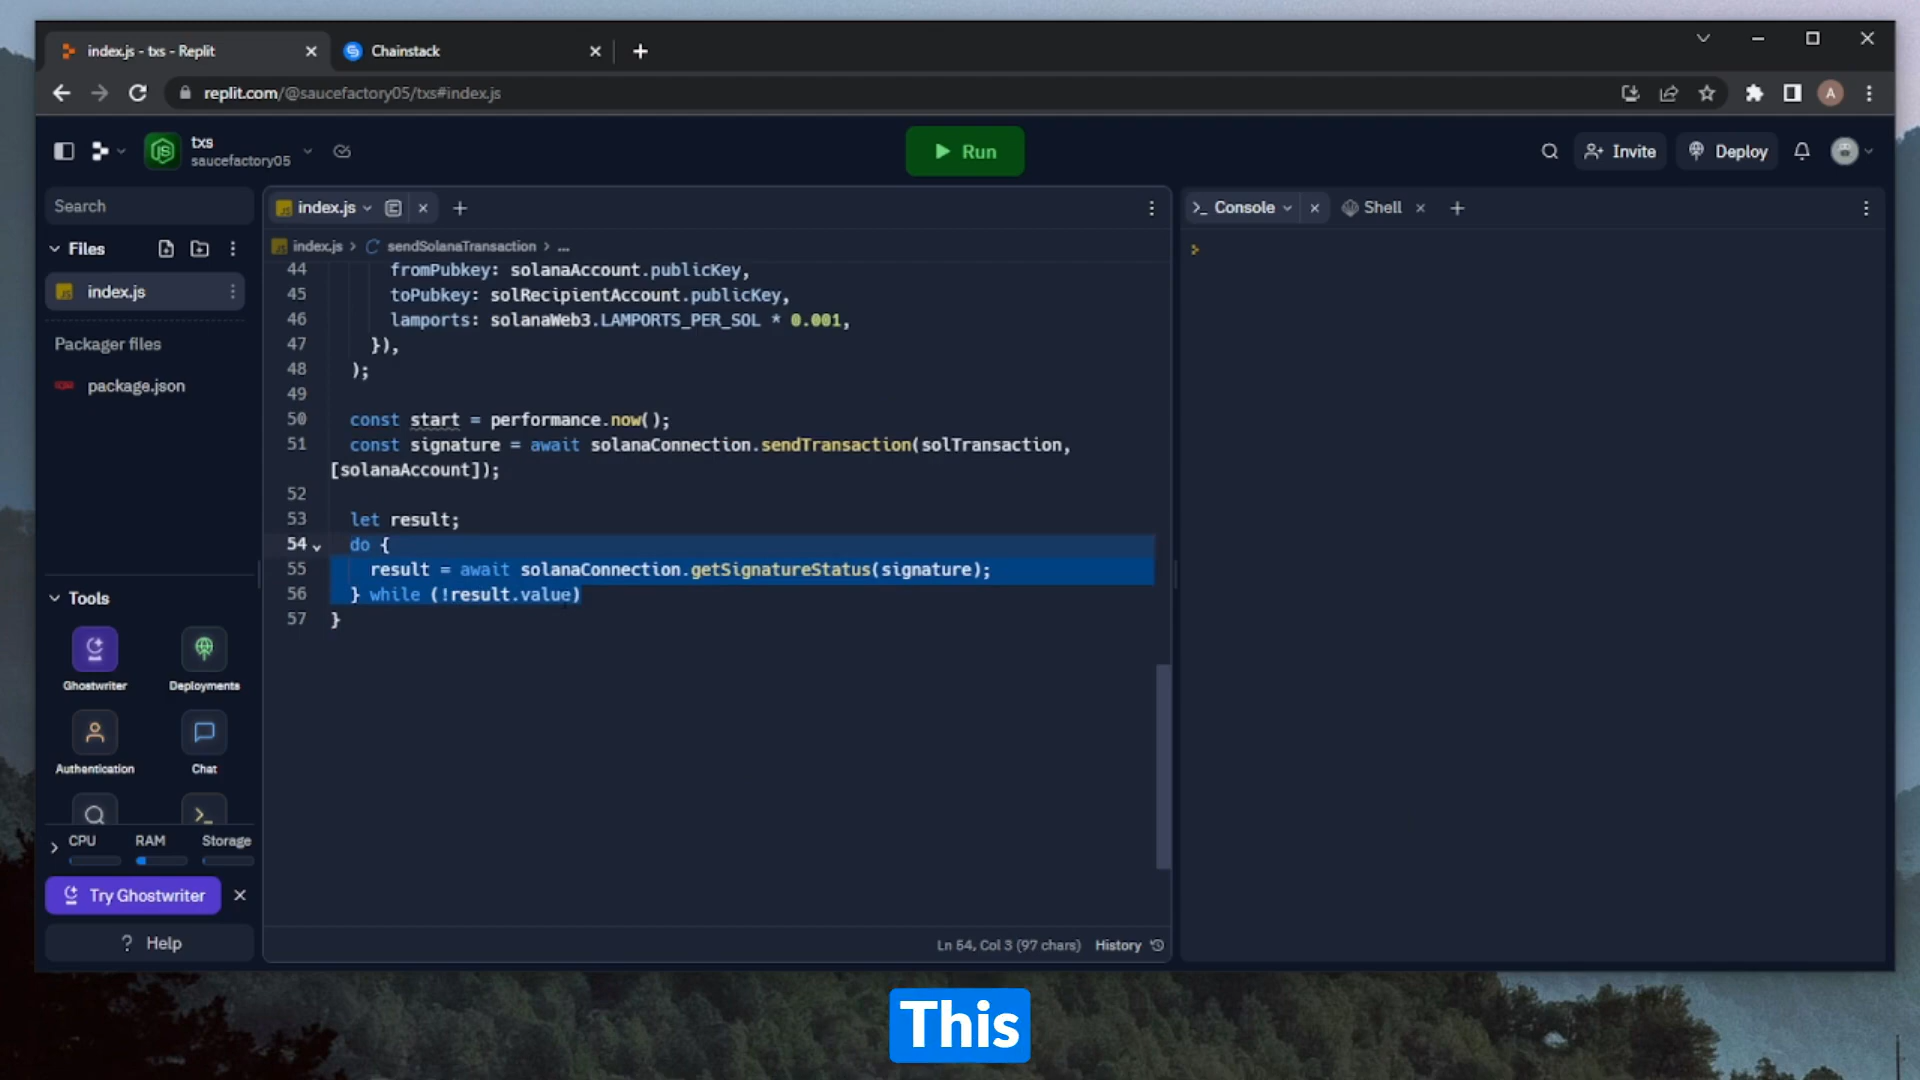 index.js - txs - Replit
Chainstack
replit.com/@saucefactory05/txs#index.js
A
JS
txs
saucefactory05
Run
Invite
Deploy
Search
Files
index.js
Packager files
package.json
Tools
Ghostwriter
Deployments
Authentication
Chat
CPU
RAM
Storage
Try Ghostwriter
? Help
index.js
index.js > sendSolanaTransaction > ...
44 fromPubkey: solanaAccount.publicKey,
45 toPubkey: solRecipientAccount.publicKey,
46 lamports: solanaWeb3.LAMPORTS_PER_SOL * 0.001,
47 }),
48 );
49
50 const start = performance.now();
51 const signature = await solanaConnection.sendTransaction(solTransaction,
[solanaAccount]);
52
53 let result;
54 do {
55 result = await solanaConnection.getSignatureStatus(signature);
56 } while (!result.value)
57 }
Ln 54, Col 3 (97 chars)
History
>_ Console
Shell
This